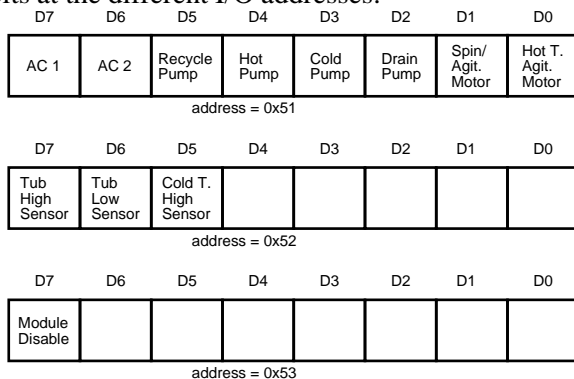 its at the different I/O addresses?
D7 D6 D5 D4 D3 D2 D1 D0
AC 1 AC 2 Recycle Pump Hot Pump Cold Pump Drain Pump Spin/ Agit. Motor Hot T. Agit. Motor
address = 0x51
D7 D6 D5 D4 D3 D2 D1 D0
Tub High Sensor Tub Low Sensor Cold T. High Sensor
address = 0x52
D7 D6 D5 D4 D3 D2 D1 D0
Module Disable
address = 0x53